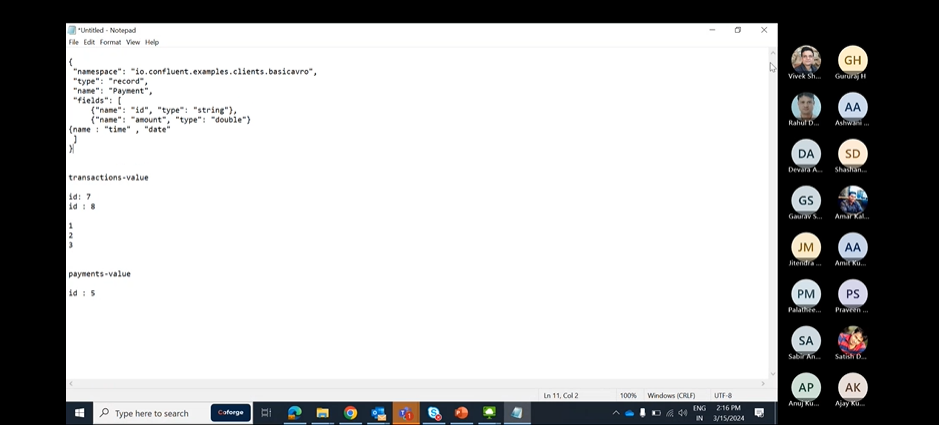 *Untitled - Notepad
File Edit Format View Help
{
"namespace": "io.confluent.examples.clients.basicavro",
"type": "record",
"name": "Payment",
"fields": [
{"name": "id", "type": "string"},
{"name": "amount", "type": "double"}
{name : "time" , "date"
]
}
transactions-value
id: 7
id : 8
1
2
3
payments-value
id : 5
Ln 11, Col 2 100% Windows (CRLF) UTF-8
Type here to search
Coforge
ENG
IN
2:16 PM
3/15/2024
Vivek Sh...
GH
Gururaj H
Rahul D...
AA
Ashwani ...
DA
Devara A...
SD
Shashan...
GS
Gaurav S...
Amar Kal...
JM
Jitendra ...
AA
Amit Ku...
PM
Palathee...
PS
Praveen ...
SA
Sabir An...
Satish D...
AP
Anuj Ku...
AK
Ajay Ku...